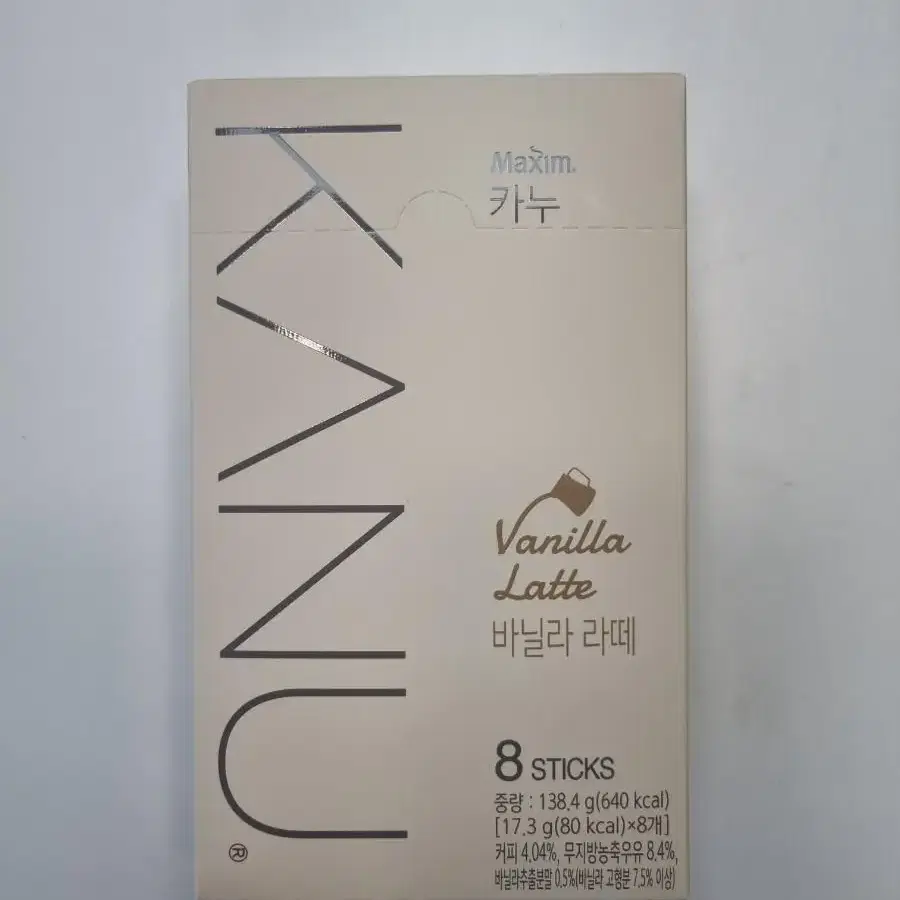 KANU®
Maxim.
카누
Vanilla
Latte
바닐라 라떼
8 STICKS
중량 : 138.4 g(640 kcal)
[17.3 g(80 kcal)×8개]
커피 4.04%, 무지방농축우유 8.4%,
바닐라추출분말 0.5%(바닐라 고형분 7.5% 이상)